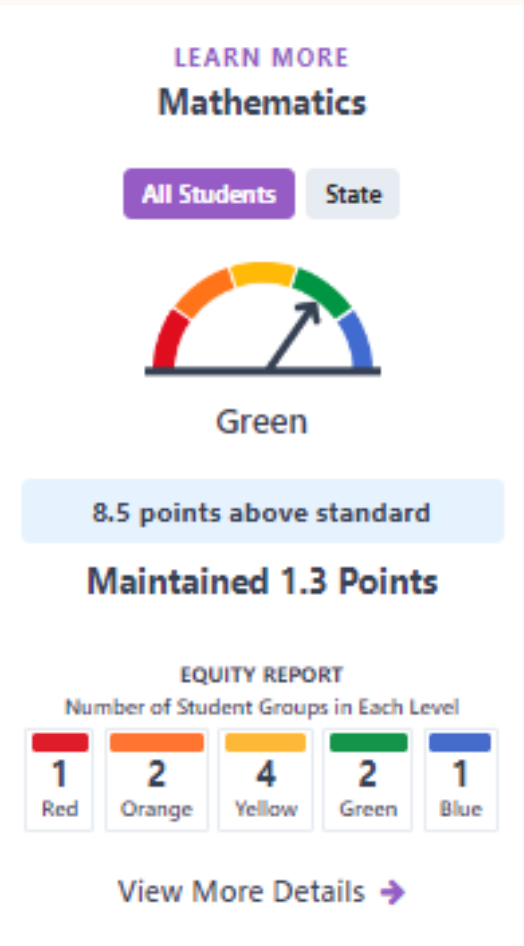 LEARN MORE
Mathematics
All Students State
Green
8.5 points above standard
Maintained 1.3 Points
EQUITY REPORT
Number of Student Groups in Each Level
1 2 4 2 1
Red Orange Yellow Green Blue
View More Details